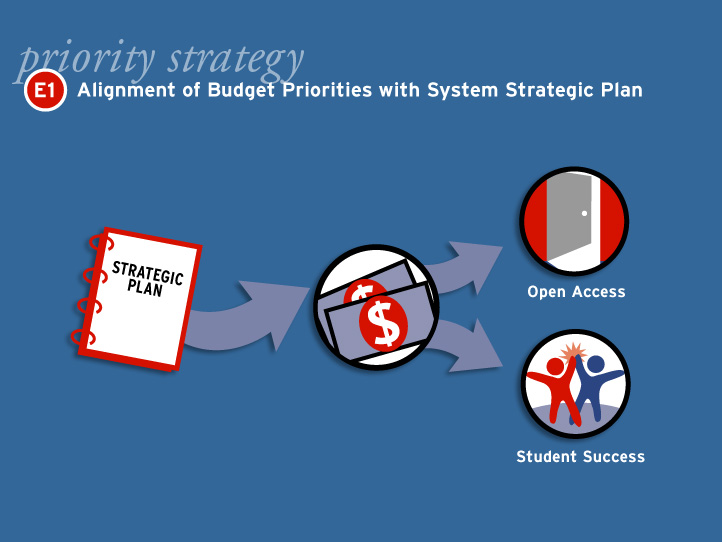 priority strategy
E1 Alignment of Budget Priorities with System Strategic Plan
STRATEGIC
PLAN
$
$
Open Access
Student Success